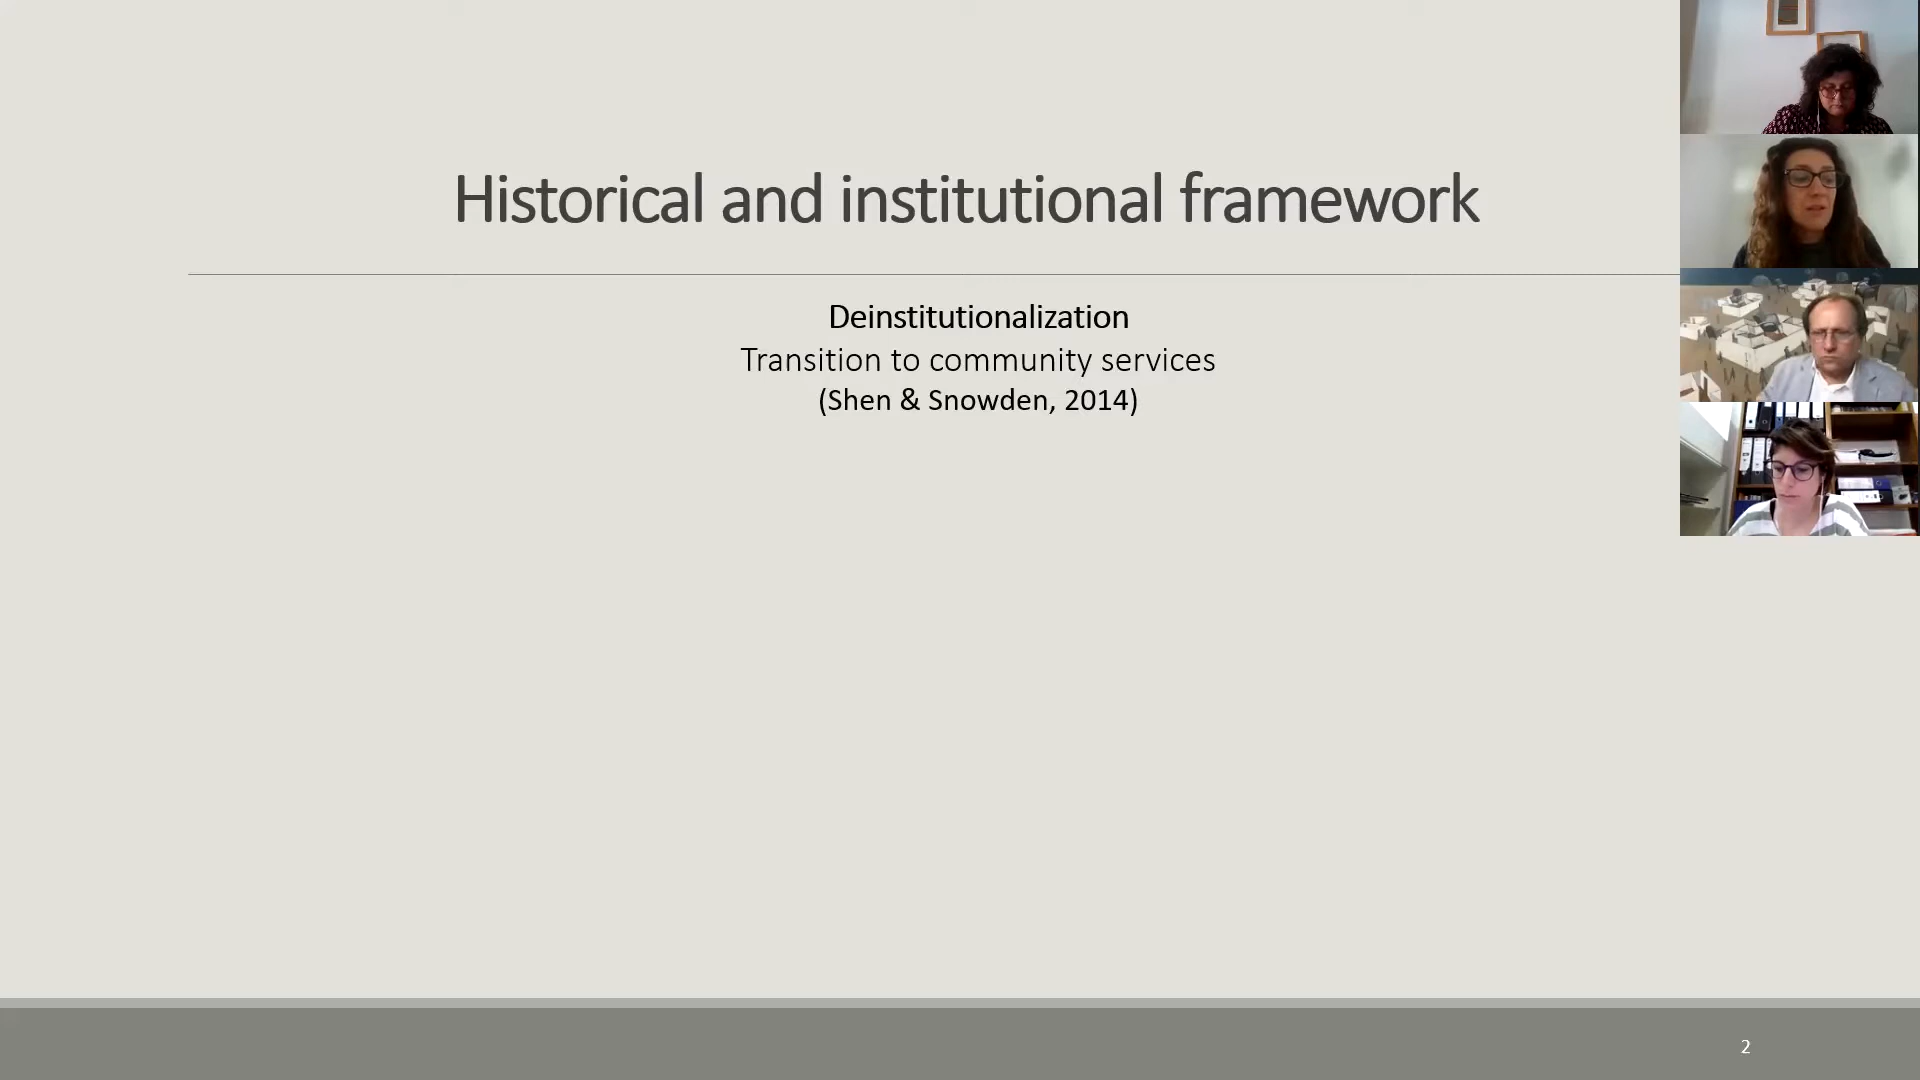 Historical and institutional framework
Deinstitutionalization
Transition to community services
(Shen & Snowden, 2014)
2